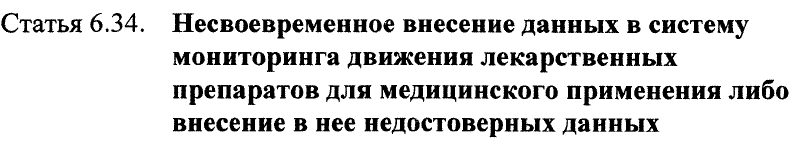 Статья 6.34. Несвоевременное внесение данных в систему
мониторинга движения лекарственных
препаратов для медицинского применения либо
внесение в нее недостоверных данных